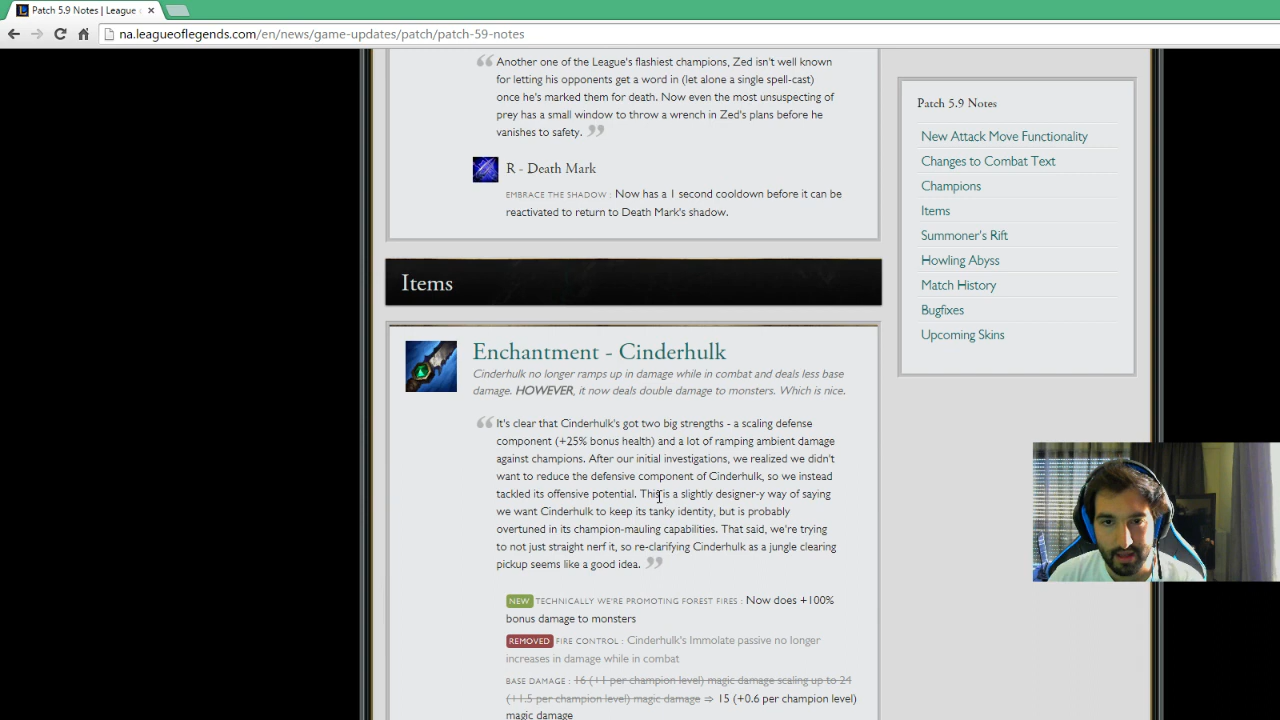 Patch 5.9 Notes | League
na.leagueoflegends.com/en/news/game-updates/patch/patch-59-notes
Another one of the League's flashiest champions, Zed isn't well known
for letting his opponents get a word in (let alone a single spell-cast)
once he's marked them for death. Now even the most unsuspecting of
prey has a small window to throw a wrench in Zed's plans before he
vanishes to safety.
R - Death Mark
EMBRACE THE SHADOW : Now has a 1 second cooldown before it can be
reactivated to return to Death Mark's shadow.
Items
Enchantment - Cinderhulk
Cinderhulk no longer ramps up in damage while in combat and deals less base
damage. HOWEVER, it now deals double damage to monsters. Which is nice.
It's clear that Cinderhulk's got two big strengths - a scaling defense
component (+25% bonus health) and a lot of ramping ambient damage
against champions. After our initial investigations, we realized we didn't
want to reduce the defensive component of Cinderhulk, so we instead
tackled its offensive potential. This is a slightly designer-y way of saying
we want Cinderhulk to keep its tanky identity, but is probably
overtuned in its champion-mauling capabilities. That said, we're trying
to not just straight nerf it, so re-clarifying Cinderhulk as a jungle clearing
pickup seems like a good idea.
NEW TECHNICALLY WE'RE PROMOTING FOREST FIRES : Now does +100%
bonus damage to monsters
REMOVED FIRE CONTROL : Cinderhulk's Immolate passive no longer
increases in damage while in combat
BASE DAMAGE : 16 (+1 per champion level) magic damage scaling up to 24
(+1.5 per champion level) magic damage ⇒ 15 (+0.6 per champion level)
magic damage
Patch 5.9 Notes
New Attack Move Functionality
Changes to Combat Text
Champions
Items
Summoner's Rift
Howling Abyss
Match History
Bugfixes
Upcoming Skins